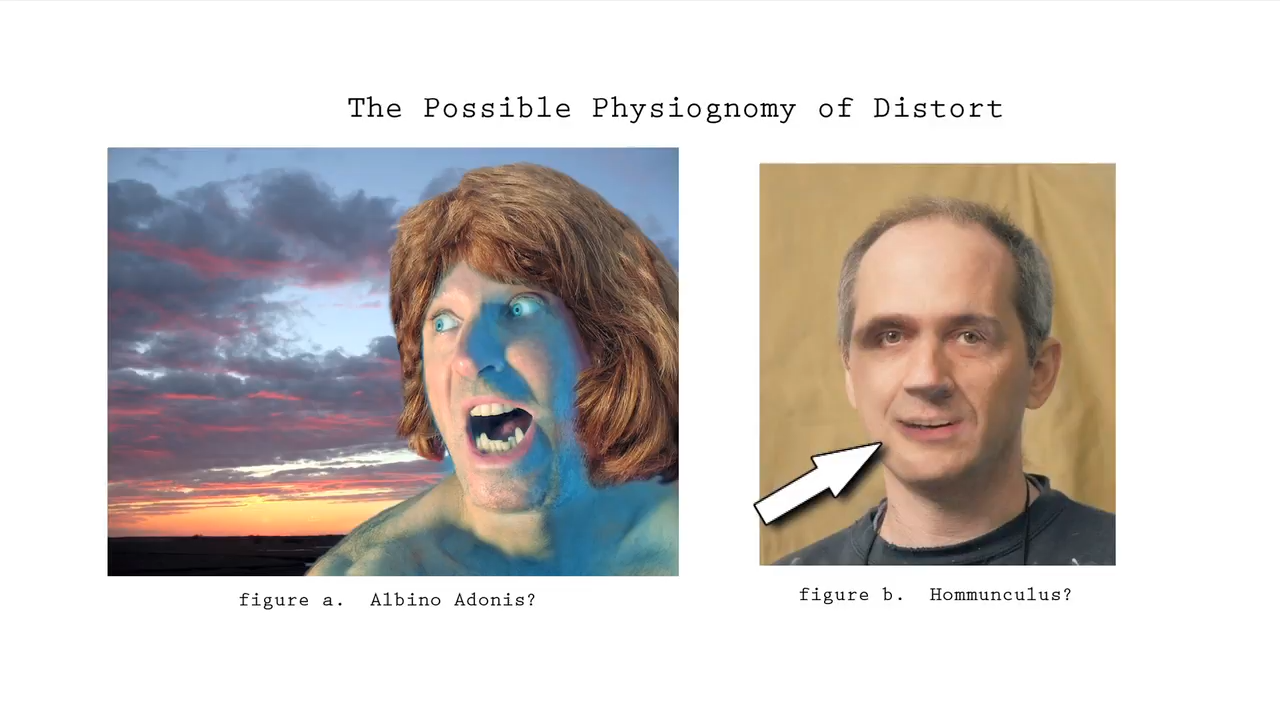 The Possible Physiognomy of Distort
figure a.  Albino Adonis?
figure b.  Hommunculus?